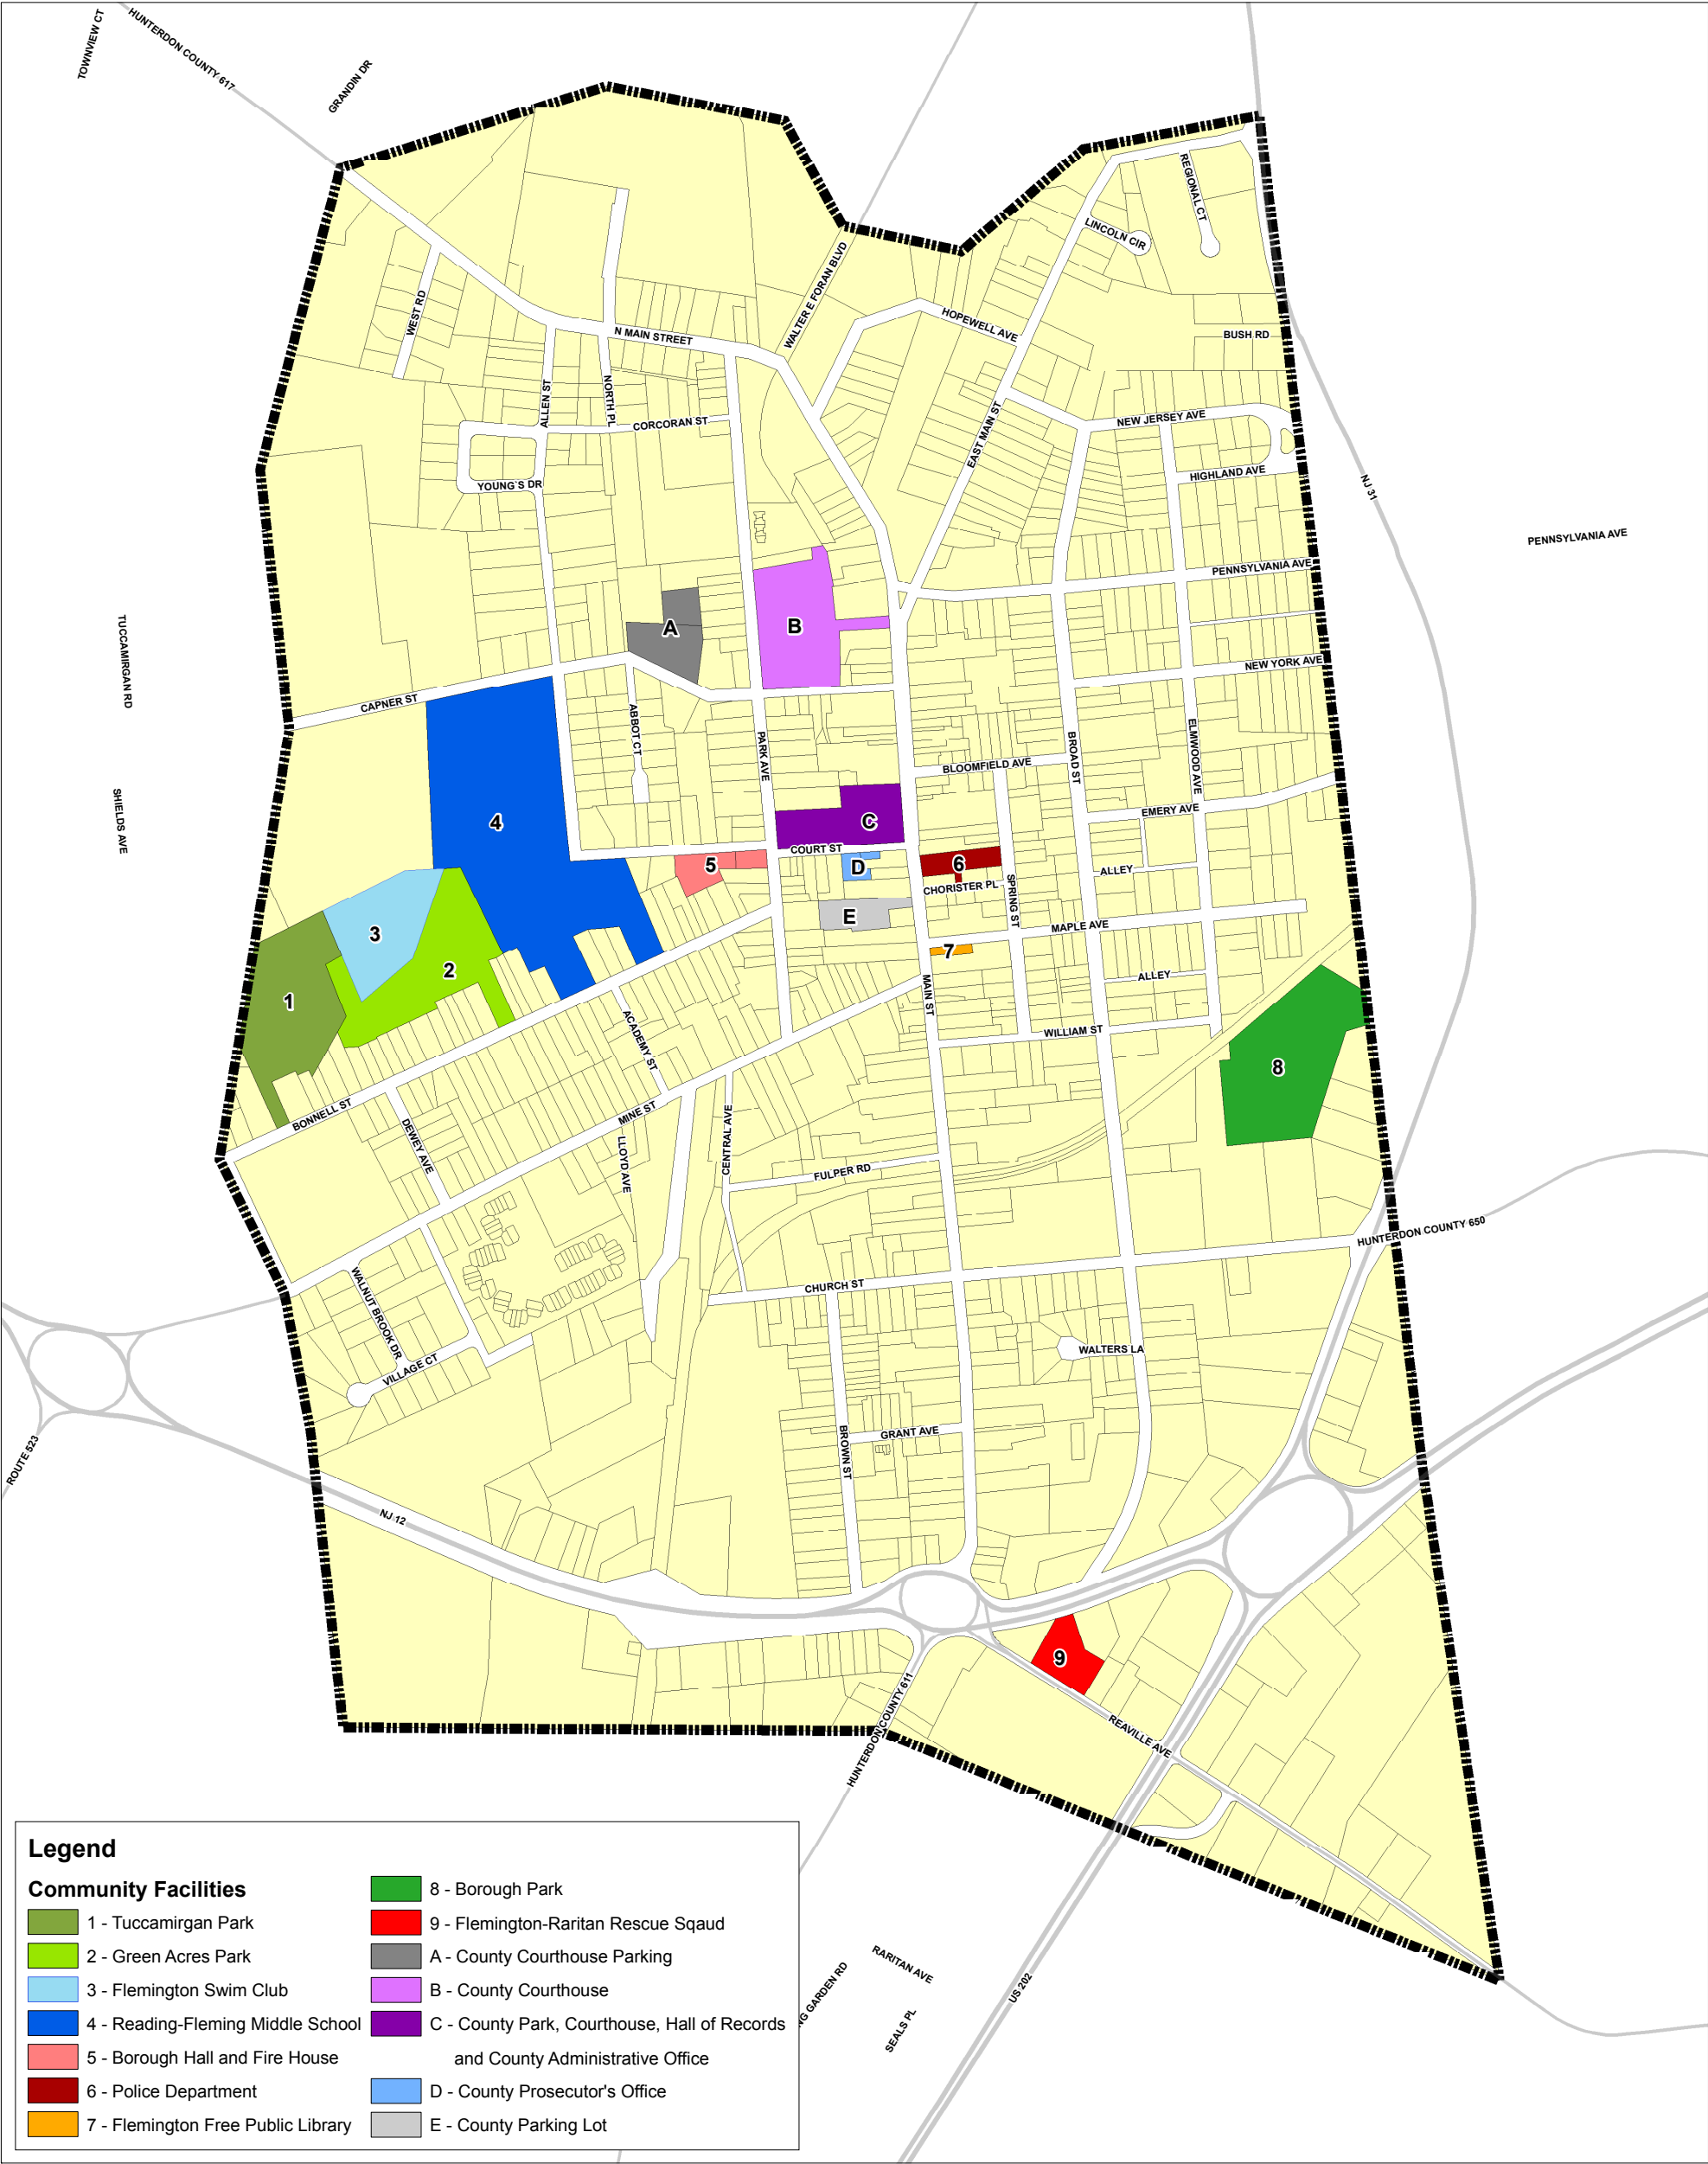 TOWNVIEW CT
HUNTERDON COUNTY 617
GRANDIN DR
REGIONAL CT
LINCOLN CIR
WALTER E FORAN BLVD
WEST RD
HOPEWELL AVE
BUSH RD
N MAIN STREET
ALLEN ST
NORTH PL
CORCORAN ST
NEW JERSEY AVE
EAST MAIN ST
HIGHLAND AVE
YOUNG`S DR
NJ 31
PENNSYLVANIA AVE
PENNSYLVANIA AVE
A
B
TUCCAMIRGAN RD
NEW YORK AVE
CAPNER ST
ABBOT CT
PARK AVE
BROAD ST
ELMWOOD AVE
BLOOMFIELD AVE
SHIELDS AVE
EMERY AVE
4
C
COURT ST
5
D
6
ALLEY
CHORISTER PL
SPRING ST
E
MAPLE AVE
3
7
2
ALLEY
1
MAIN ST
ACADEMY ST
WILLIAM ST
8
BONNELL ST
MINE ST
DEWEY AVE
LLOYD AVE
CENTRAL AVE
FULPER RD
HUNTERDON COUNTY 650
CHURCH ST
WALNUT BROOK DR
VILLAGE CT
WALTERS LA
ROUTE 523
BROWN ST
GRANT AVE
NJ 12
9
HUNTERDON COUNTY 611
REAVILLE AVE
RARITAN AVE
NG GARDEN RD
US 202
SEALS PL
Legend
Community Facilities
1 - Tuccamirgan Park
2 - Green Acres Park
3 - Flemington Swim Club
4 - Reading-Fleming Middle School
5 - Borough Hall and Fire House
6 - Police Department
7 - Flemington Free Public Library
8 - Borough Park
9 - Flemington-Raritan Rescue Sqaud
A - County Courthouse Parking
B - County Courthouse
C - County Park, Courthouse, Hall of Records
and County Administrative Office
D - County Prosecutor's Office
E - County Parking Lot